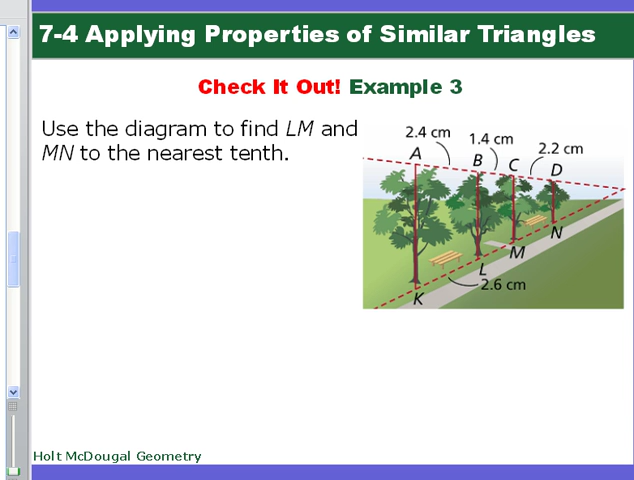 7-4 Applying Properties of Similar Triangles
Check It Out! Example 3
Use the diagram to find LM and
MN to the nearest tenth.
2.4 cm
1.4 cm
2.2 cm
A
B
C
D
N
M
L
2.6 cm
K
Holt McDougal Geometry